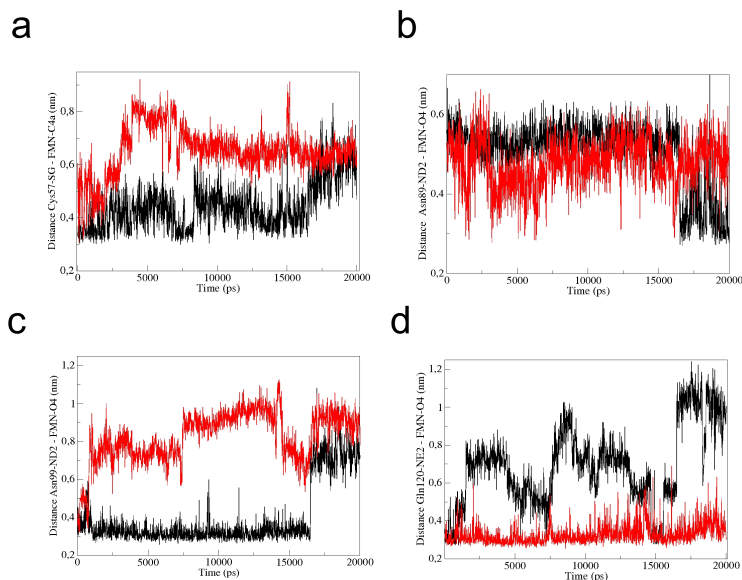 a
Distance Cys57-SG - FMN-C4a (nm)
0,8
0,6
0,4
0,2
0 5000 10000 15000 20000
Time (ps)
b
Distance Asn89-ND2 - FMN-O4 (nm)
0,6
0,4
0,2
0 5000 10000 15000 20000
Time (ps)
c
Distance Asn99-ND2 - FMN-O4 (nm)
1,2
1
0,8
0,6
0,4
0,2
0 5000 10000 15000 20000
Time (ps)
d
Distance Gln120-NE2 - FMN-O4 (nm)
1,2
1
0,8
0,6
0,4
0,2
0 5000 10000 15000 20000
Time (ps)